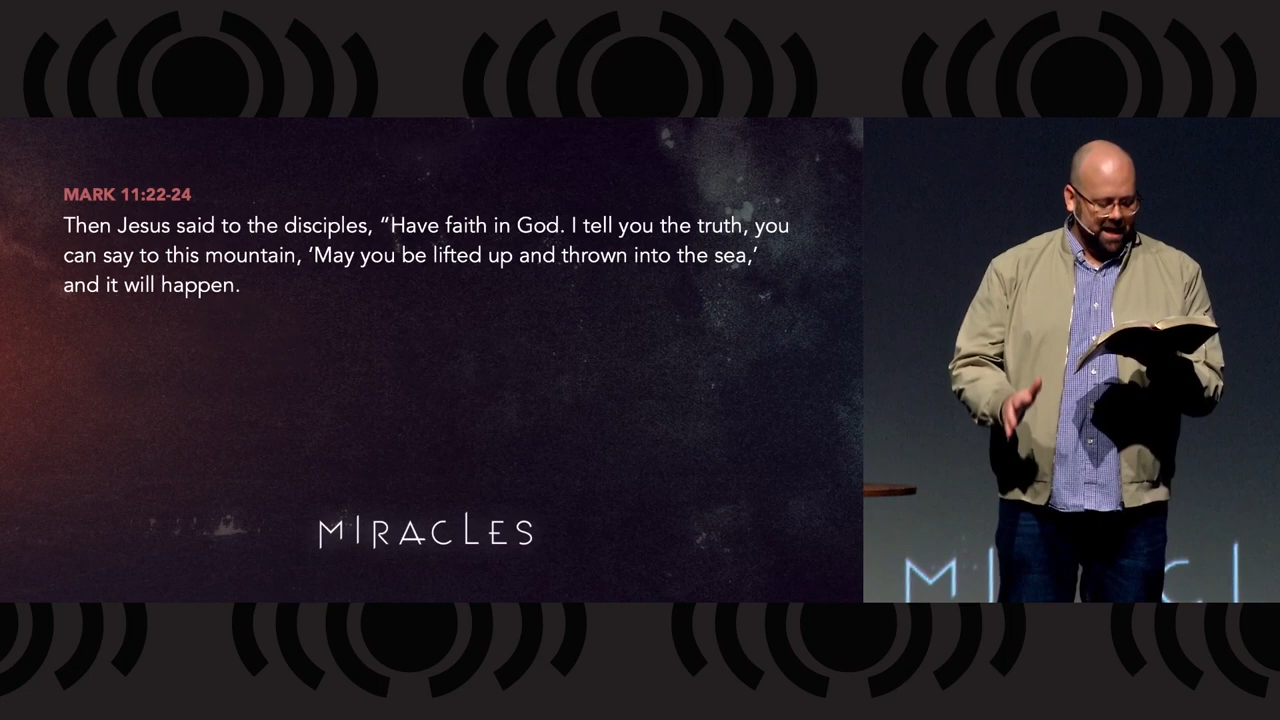 MARK 11:22-24
Then Jesus said to the disciples, “Have faith in God. I tell you the truth, you
can say to this mountain, ‘May you be lifted up and thrown into the sea,’
and it will happen.
MIRACLES
MI CL